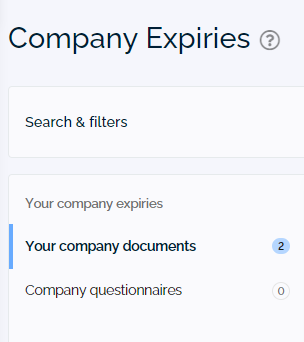 Company Expiries ?
Search & filters
Your company expiries
Your company documents 2
Company questionnaires 0